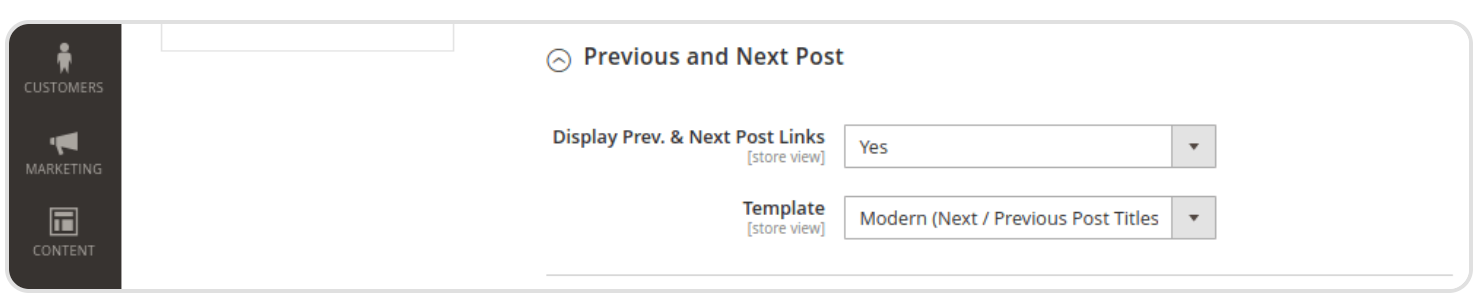 CUSTOMERS
MARKETING
CONTENT
Previous and Next Post
Display Prev. & Next Post Links
[store view]
Yes
Template
[store view]
Modern (Next / Previous Post Titles